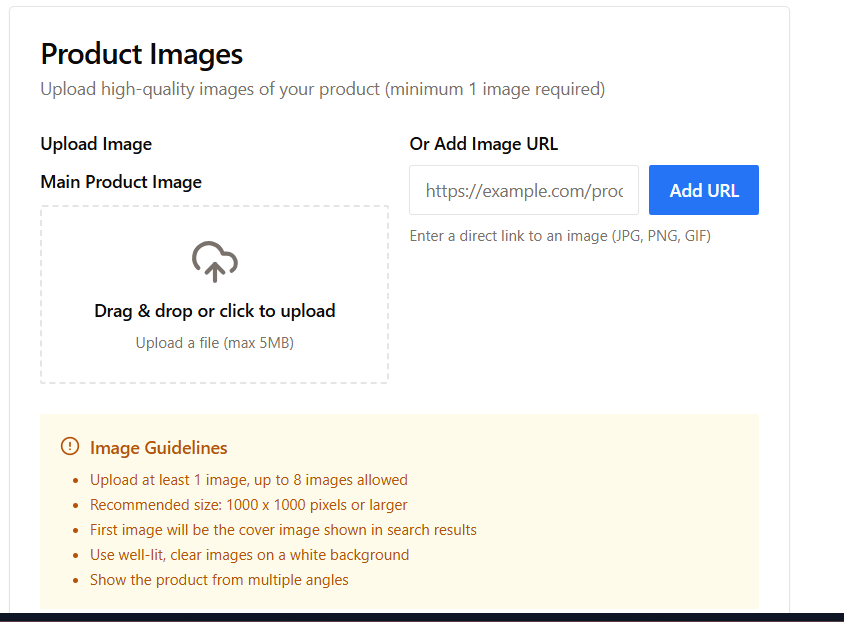 Product Images
Upload high-quality images of your product (minimum 1 image required)
Upload Image
Main Product Image
Drag & drop or click to upload
Upload a file (max 5MB)
Or Add Image URL
https://example.com/proc
Add URL
Enter a direct link to an image (JPG, PNG, GIF)
Image Guidelines
• Upload at least 1 image, up to 8 images allowed
• Recommended size: 1000 x 1000 pixels or larger
• First image will be the cover image shown in search results
• Use well-lit, clear images on a white background
• Show the product from multiple angles